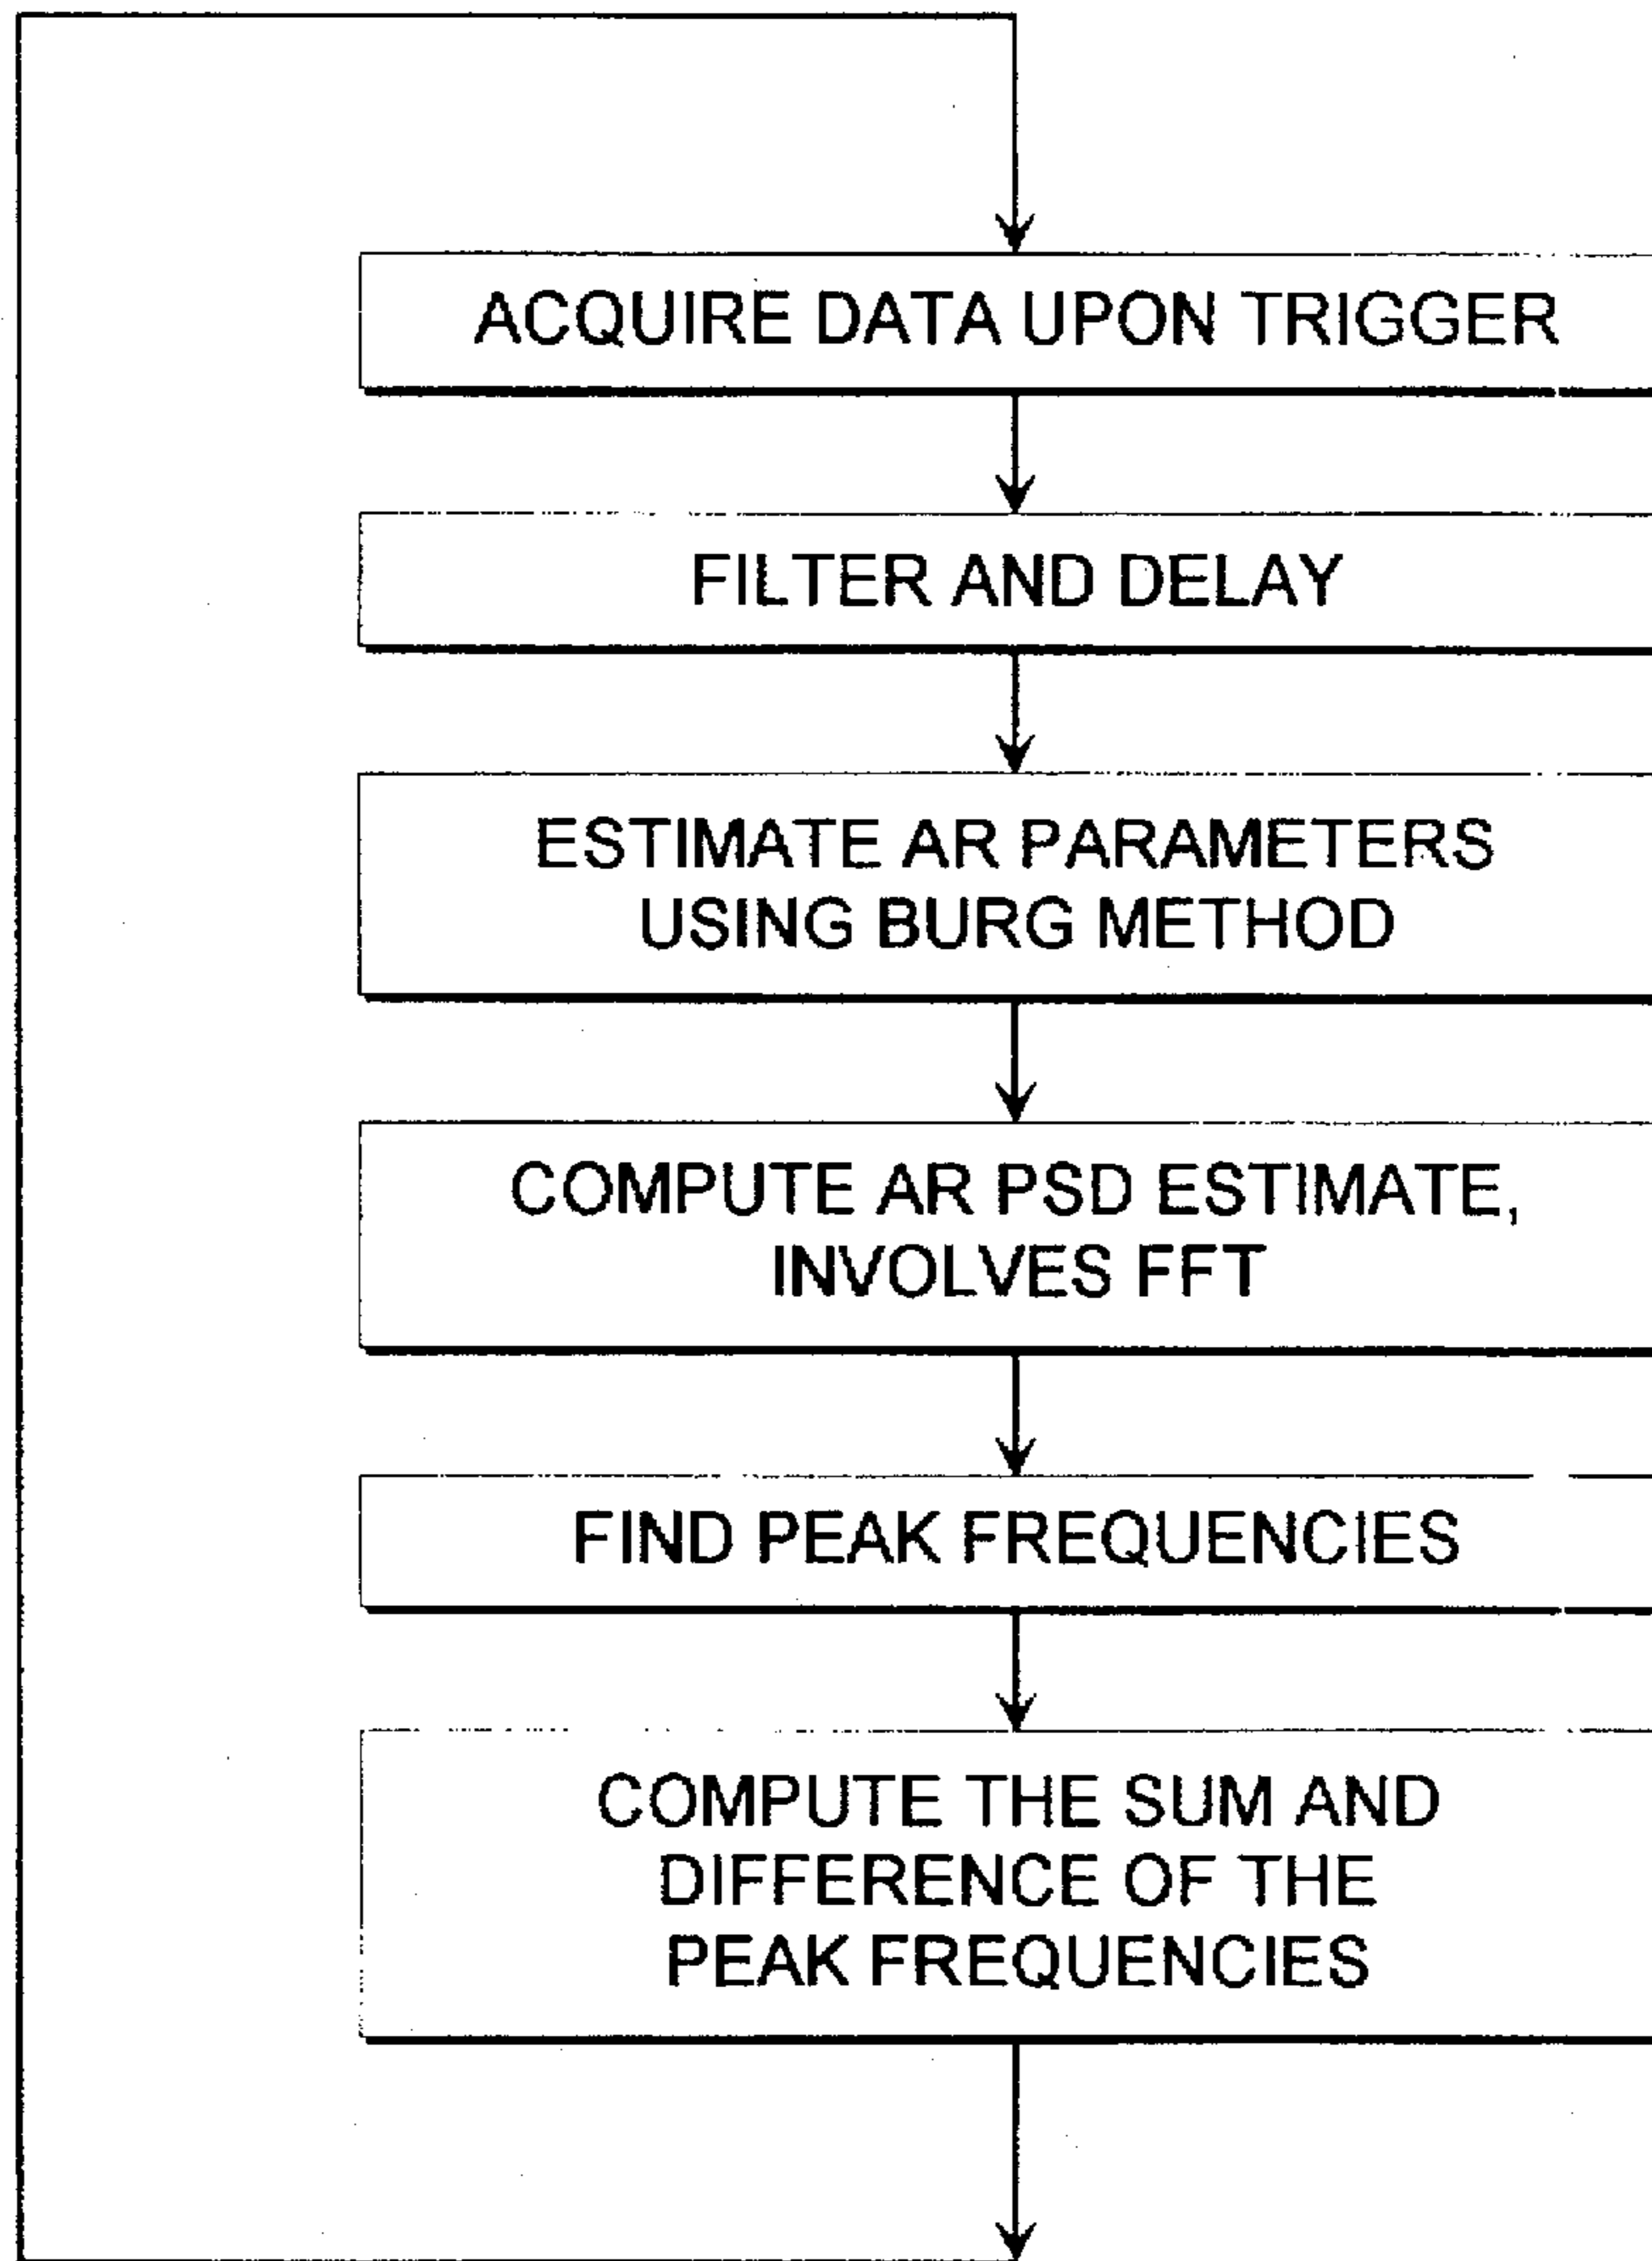 ACQUIRE DATA UPON TRIGGER
FILTER AND DELAY
ESTIMATE AR PARAMETERS
USING BURG METHOD
COMPUTE AR PSD ESTIMATE,
INVOLVES FFT
FIND PEAK FREQUENCIES
COMPUTE THE SUM AND
DIFFERENCE OF THE
PEAK FREQUENCIES